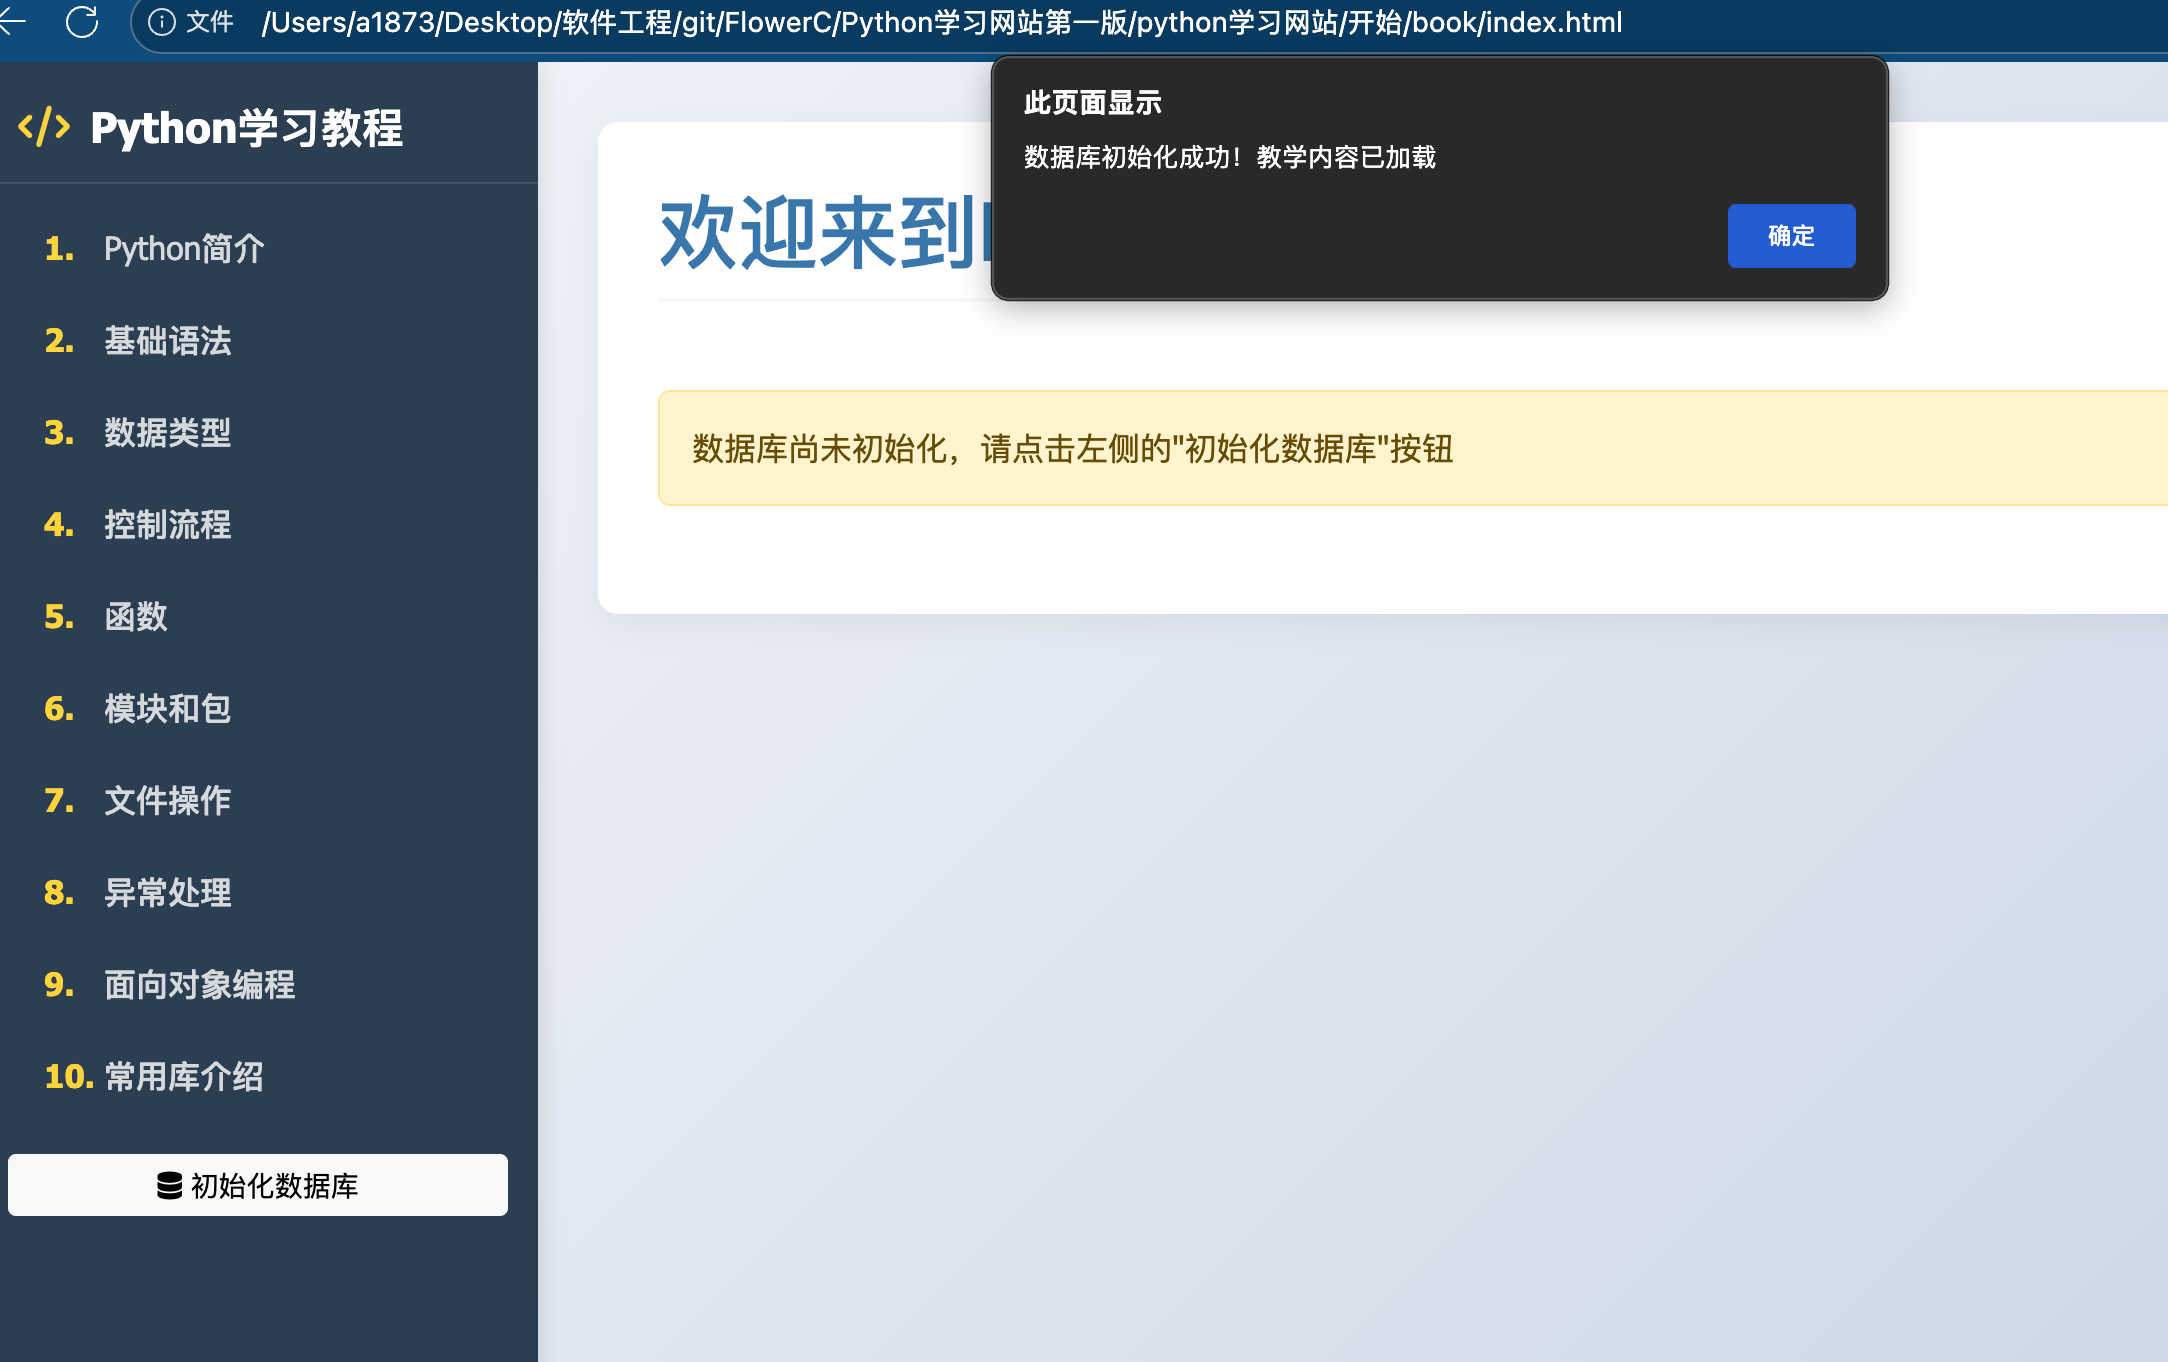 文件 /Users/a1873/Desktop/软件工程/git/FlowerC/Python学习网站第一版/python学习网站/开始/book/index.html
此页面显示
数据库初始化成功！教学内容已加载
确定
Python学习教程
1. Python简介
2. 基础语法
3. 数据类型
4. 控制流程
5. 函数
6. 模块和包
7. 文件操作
8. 异常处理
9. 面向对象编程
10. 常用库介绍
初始化数据库
欢迎来到
数据库尚未初始化，请点击左侧的"初始化数据库"按钮